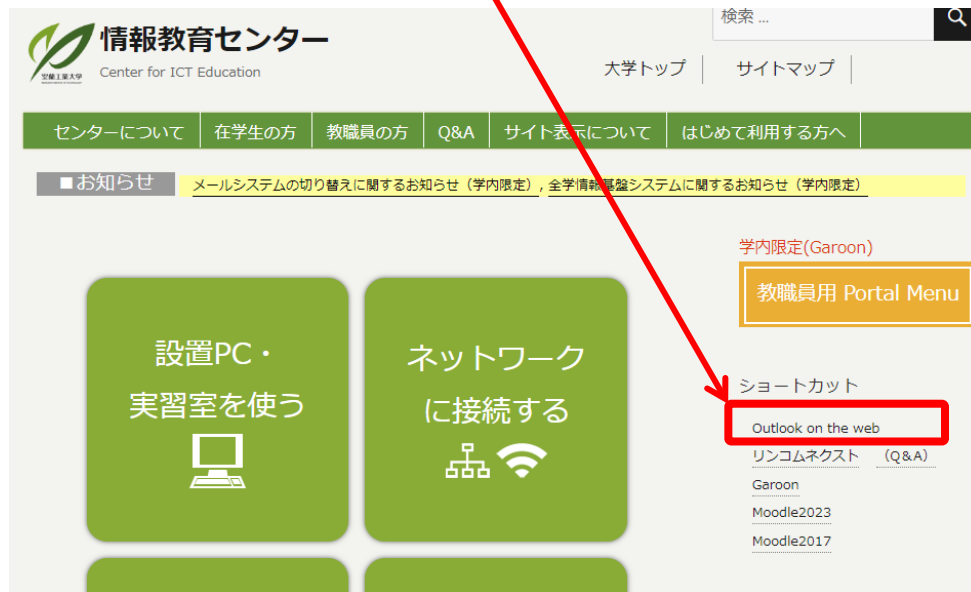 検索 ...
情報教育センター
室蘭工業大学
Center for ICT Education
大学トップ
サイトマップ
センターについて
在学生の方
教職員の方
Q&A
サイト表示について
はじめて利用する方へ
■お知らせ
メールシステムの切り替えに関するお知らせ（学内限定）, 全学情報基盤システムに関するお知らせ（学内限定）
学内限定(Garoon)
教職員用 Portal Menu
設置PC・
実習室を使う
ネットワーク
に接続する
ショートカット
Outlook on the web
リンコムネクスト （Q&A）
Garoon
Moodle2023
Moodle2017